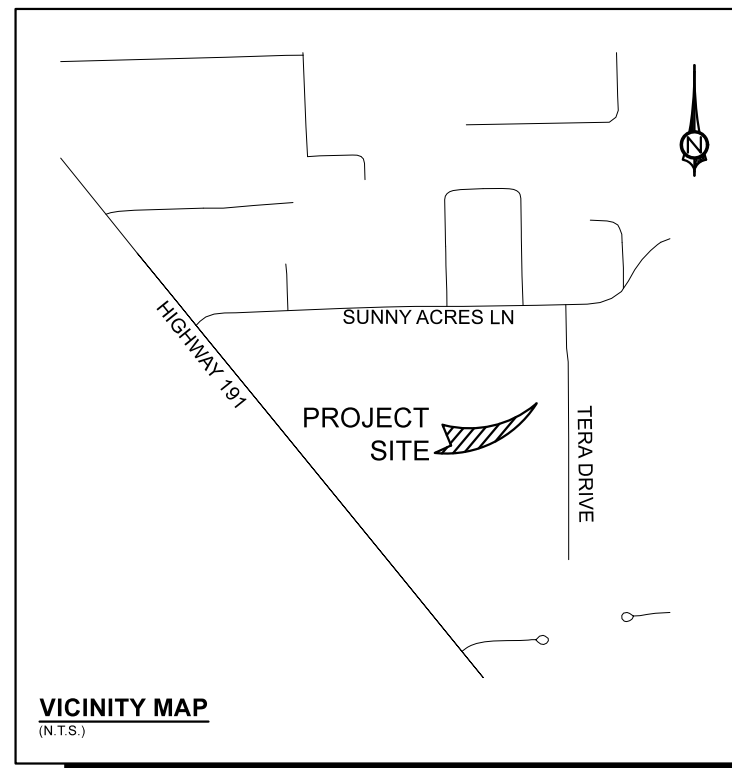 N
SUNNY ACRES LN
HIGHWAY 191
PROJECT
SITE
TERA DRIVE
VICINITY MAP
(N.T.S.)